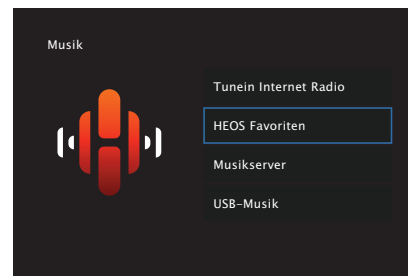 Musik
Tunein Internet Radio
HEOS Favoriten
Musikserver
USB-Musik